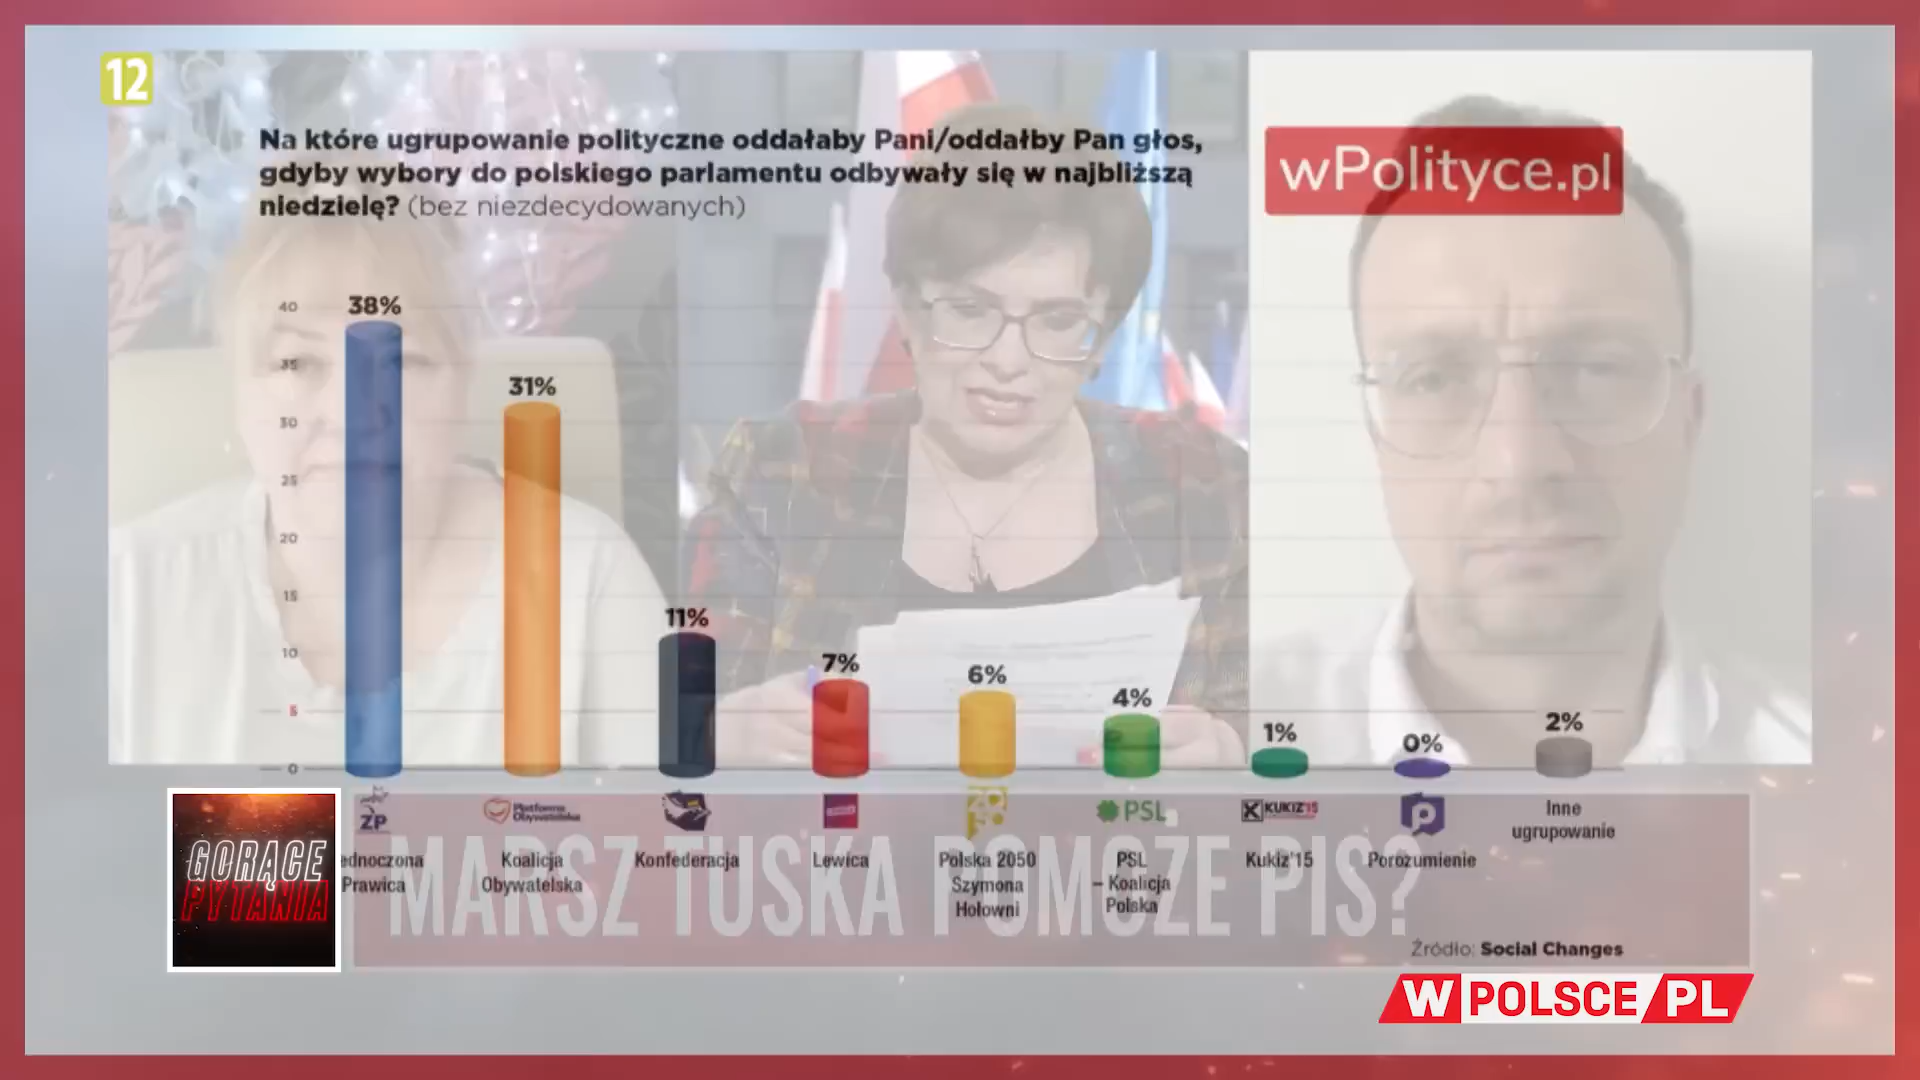 12
Na które ugrupowanie polityczne oddałaby Pani/oddałby Pan głos,
gdyby wybory do polskiego parlamentu odbywały się w najbliższą
niedzielę? (bez niezdecydowanych)
wPolityce.pl
40
35
30
25
20
15
10
5
0
38%
31%
11%
7%
6%
4%
1%
0%
2%
ZP
Platforma
Obywatelska
PSL
KUKIZ'15
p
ednoczona
Prawica
Koalicja
Obywatelska
Konfederacja
Lewica
Polska 2050
Szymona
Hołowni
PSL
– Koalicja
Polska
Kukiz'15
Porozumienie
Inne
ugrupowanie
GORĄCE
PYTANIA
MARSZ TUSKA POMOŻE PIS?
Źródło: Social Changes
W POLSCE/PL